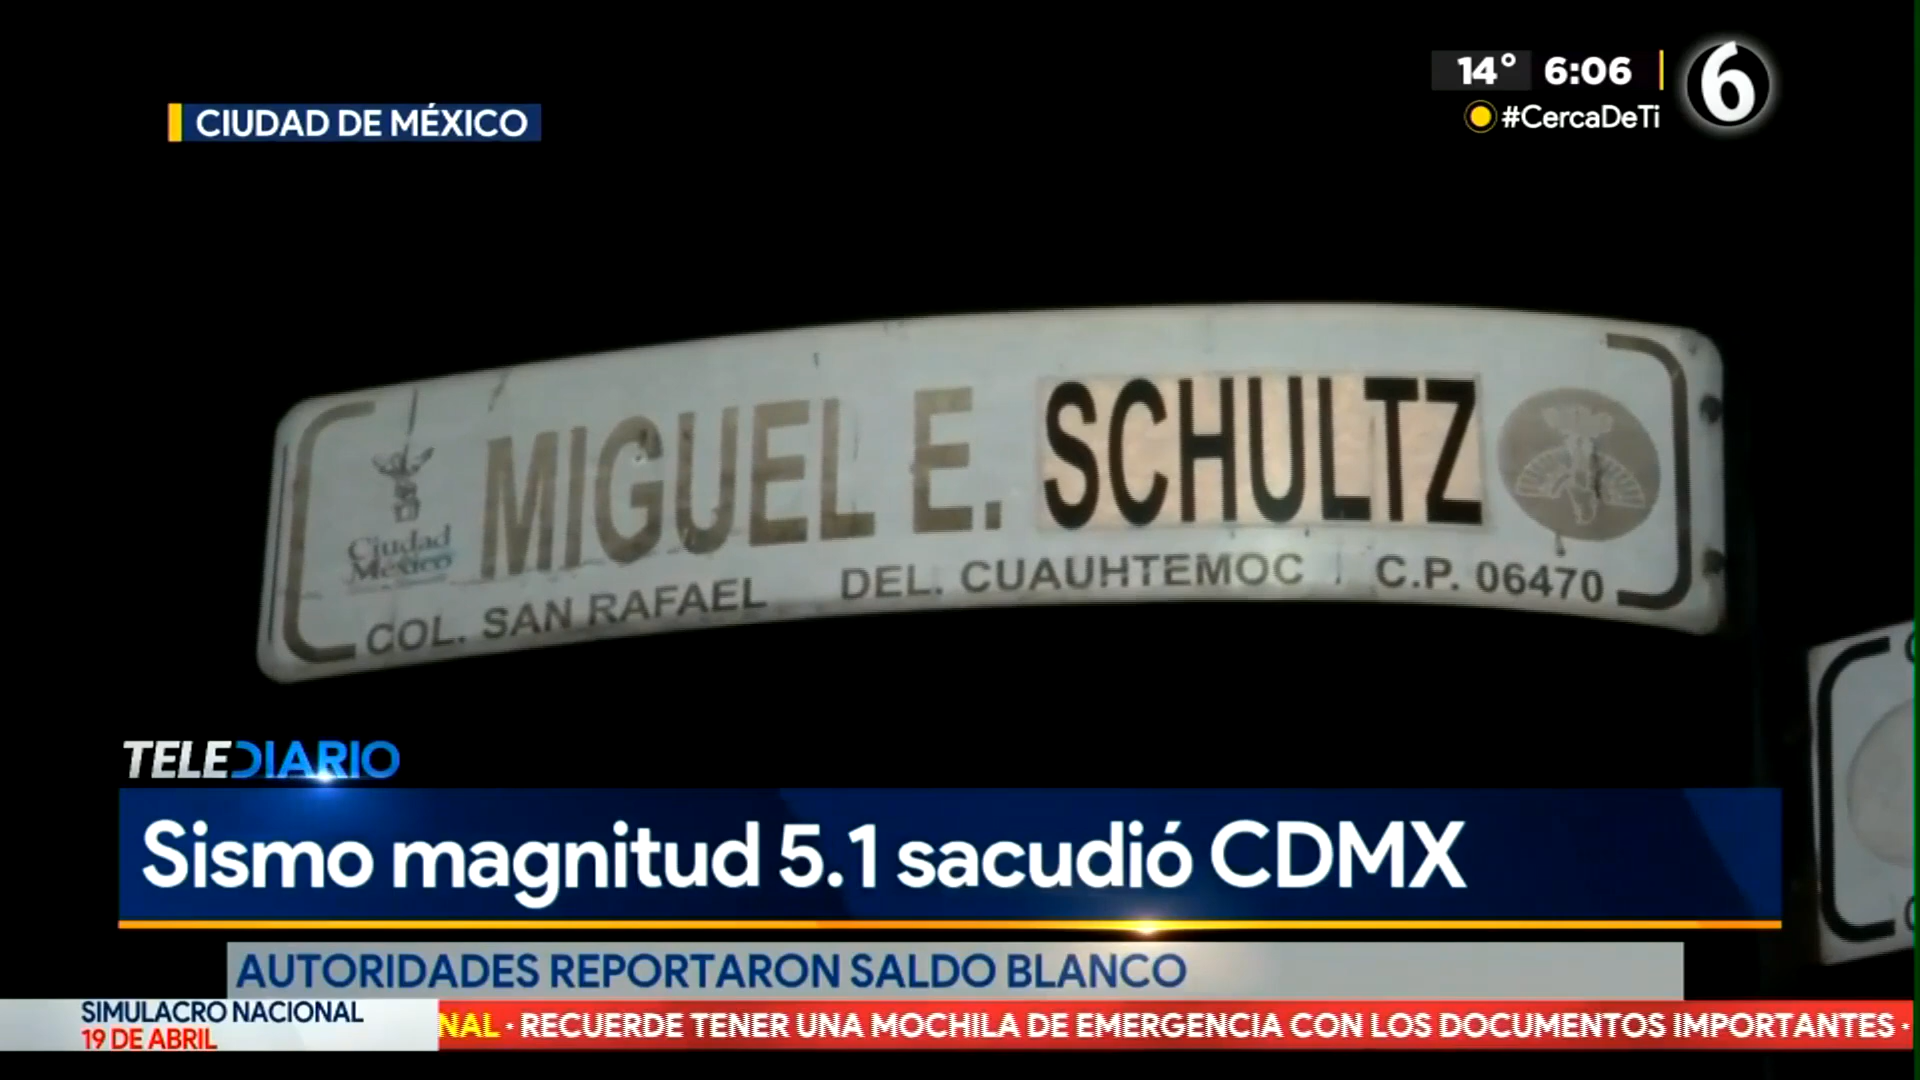 14° 6:06
6
#CercaDeTi
CIUDAD DE MÉXICO
MIGUEL E. SCHULTZ
Ciudad
México
COL. SAN RAFAEL DEL. CUAUHTEMOC C.P. 06470
TELEDIARIO
Sismo magnitud 5.1 sacudió CDMX
AUTORIDADES REPORTARON SALDO BLANCO
SIMULACRO NACIONAL
19 DE ABRIL
NAL · RECUERDE TENER UNA MOCHILA DE EMERGENCIA CON LOS DOCUMENTOS IMPORTANTES ·